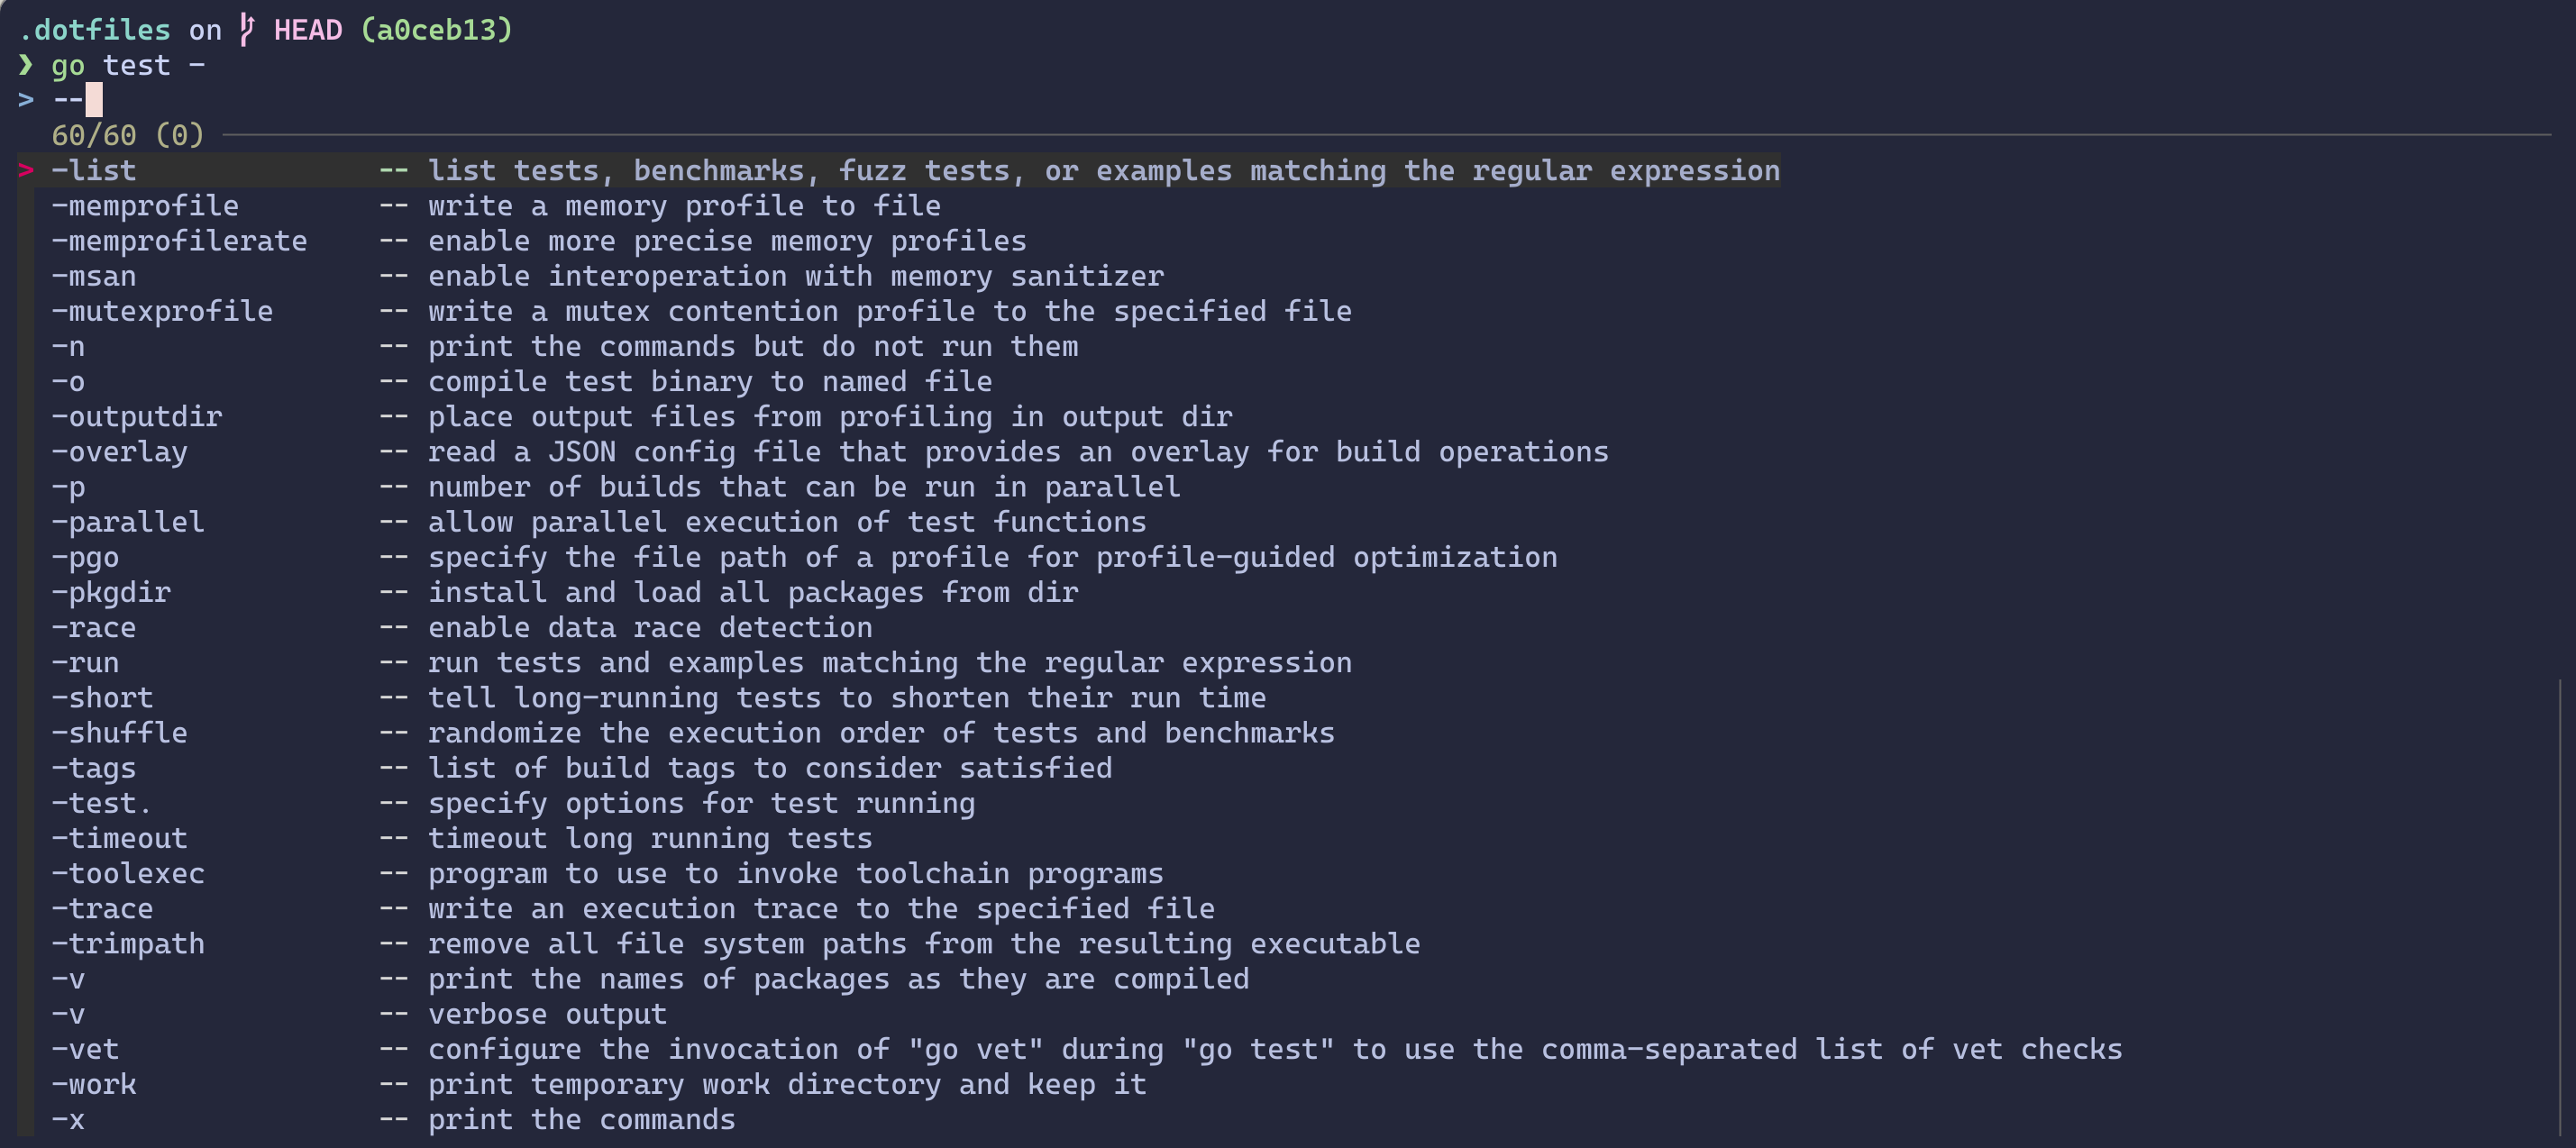 .dotfiles on HEAD (a0ceb13)
❯ go test -
> --
60/60 (0)
> -list -- list tests, benchmarks, fuzz tests, or examples matching the regular expression
-memprofile -- write a memory profile to file
-memprofilerate -- enable more precise memory profiles
-msan -- enable interoperation with memory sanitizer
-mutexprofile -- write a mutex contention profile to the specified file
-n -- print the commands but do not run them
-o -- compile test binary to named file
-outputdir -- place output files from profiling in output dir
-overlay -- read a JSON config file that provides an overlay for build operations
-p -- number of builds that can be run in parallel
-parallel -- allow parallel execution of test functions
-pgo -- specify the file path of a profile for profile-guided optimization
-pkgdir -- install and load all packages from dir
-race -- enable data race detection
-run -- run tests and examples matching the regular expression
-short -- tell long-running tests to shorten their run time
-shuffle -- randomize the execution order of tests and benchmarks
-tags -- list of build tags to consider satisfied
-test. -- specify options for test running
-timeout -- timeout long running tests
-toolexec -- program to use to invoke toolchain programs
-trace -- write an execution trace to the specified file
-trimpath -- remove all file system paths from the resulting executable
-v -- print the names of packages as they are compiled
-v -- verbose output
-vet -- configure the invocation of "go vet" during "go test" to use the comma-separated list of vet checks
-work -- print temporary work directory and keep it
-x -- print the commands